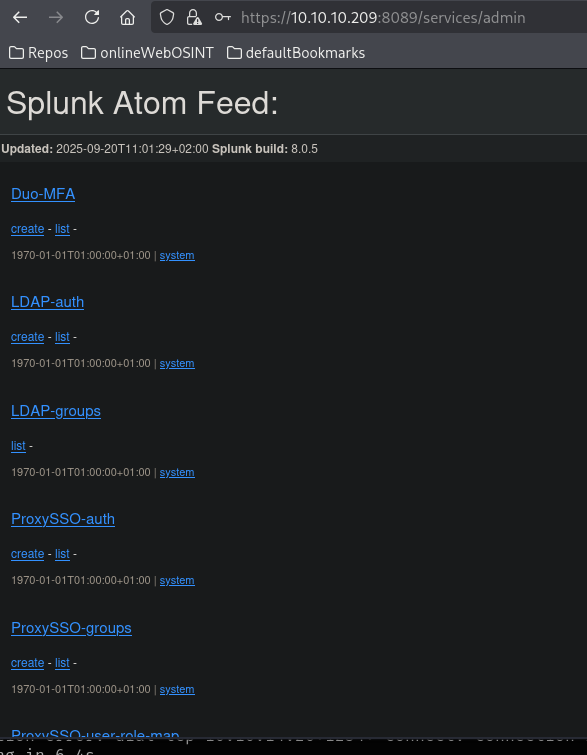 https://10.10.10.209:8089/services/admin
Repos onlineWebOSINT defaultBookmarks
Splunk Atom Feed:
Updated: 2025-09-20T11:01:29+02:00 Splunk build: 8.0.5
Duo-MFA
create - list -
1970-01-01T01:00:00+01:00 | system
LDAP-auth
create - list -
1970-01-01T01:00:00+01:00 | system
LDAP-groups
list -
1970-01-01T01:00:00+01:00 | system
ProxySSO-auth
create - list -
1970-01-01T01:00:00+01:00 | system
ProxySSO-groups
create - list -
1970-01-01T01:00:00+01:00 | system
ProxySSO-user-role-map